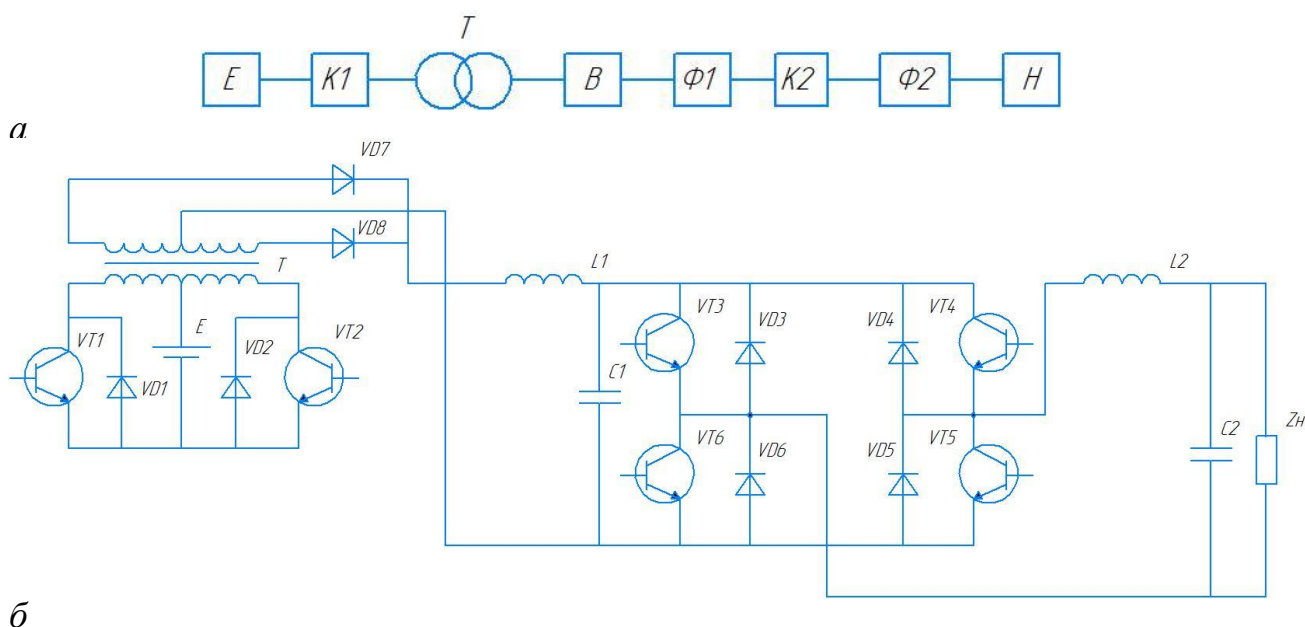 T
E K1 B Ф1 K2 Ф2 H
а
VD7
VD8
T
L1
L2
E
VT1
VD1
VD2
VT2
VT3
VD3
VD4
VT4
C1
VT6
VD6
VD5
VT5
C2
Zн
б